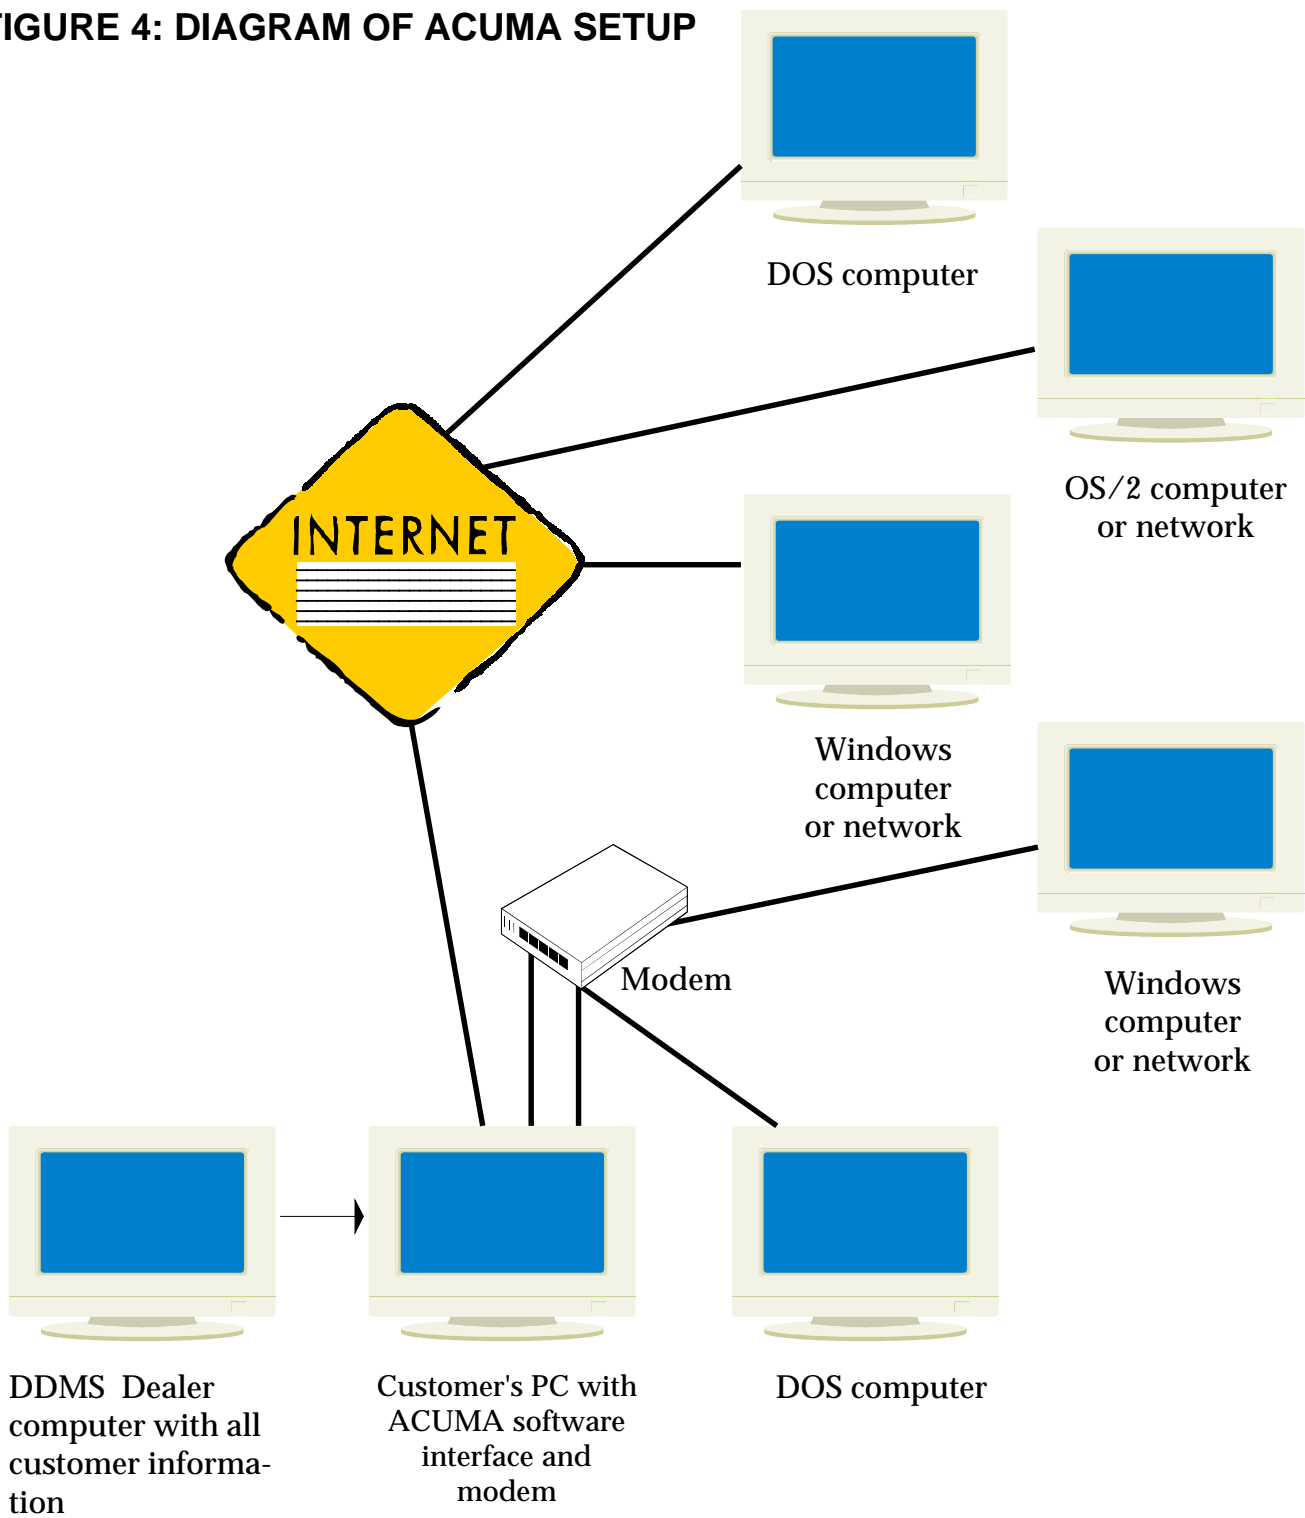 FIGURE 4: DIAGRAM OF ACUMA SETUP
DOS computer
OS/2 computer
or network
INTERNET
Windows
computer
or network
Modem
Windows
computer
or network
DDMS Dealer
computer with all
customer informa-
tion
Customer's PC with
ACUMA software
interface and
modem
DOS computer